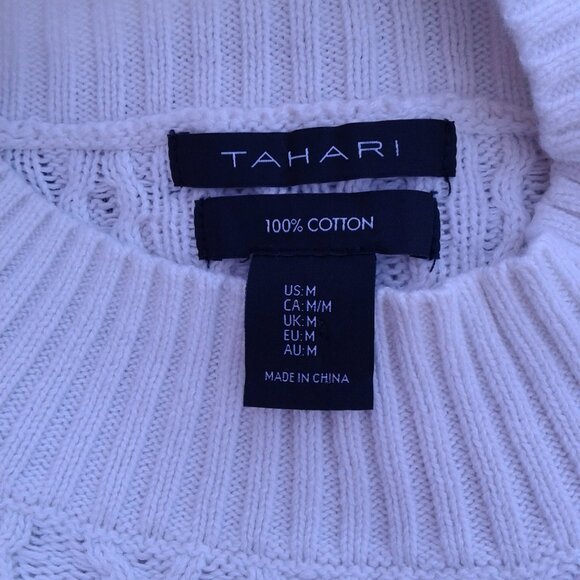 TAHARI
100% COTTON
US: M
CA: M/M
UK: M
EU: M
AU: M
MADE IN CHINA